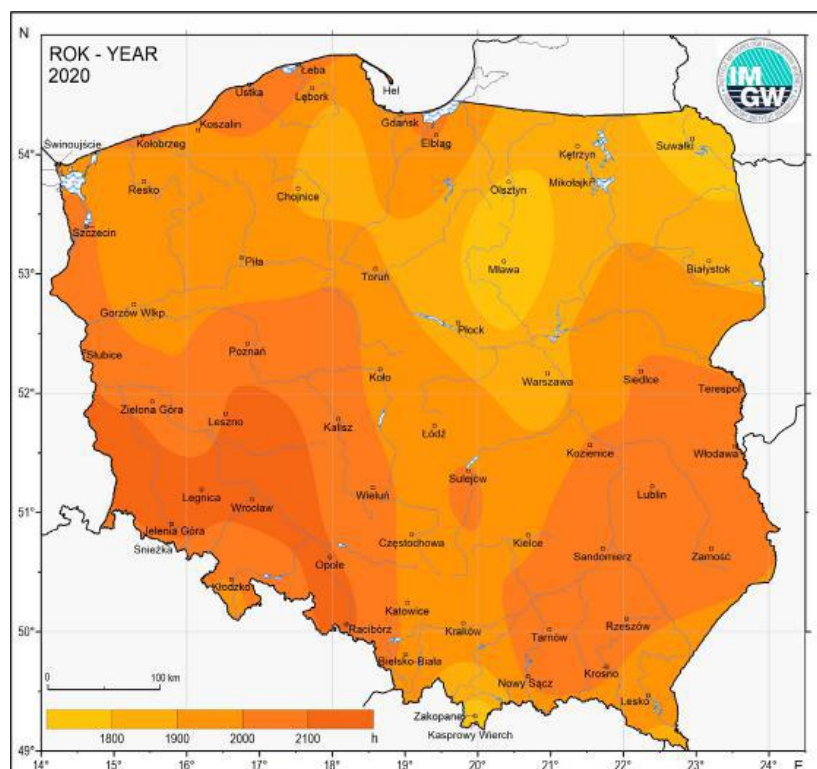 N
ROK - YEAR
2020
Łeba
Ustka
Lębork
Hel
IM
GW
Koszalin
Gdańsk
Elbląg
54°
Świnoujście
Kołobrzeg
Kętrzyn
Suwałki
Resko
Chojnice
Olsztyn
Mikołajki
Szczecin
53°
Piła
Toruń
Mława
Białystok
Gorzów Wlkp.
Płock
Słubice
Poznań
Koło
Warszawa
Siedlce
Terespol
52°
Zielona Góra
Leszno
Kalisz
Łódź
Kozienice
Włodawa
Sulejów
Legnica
Wrocław
Wieluń
Lublin
51°
Jelenia Góra
Śnieżka
Częstochowa
Kielce
Sandomierz
Zamość
Opole
Kłodzko
Katowice
50°
Racibórz
Kraków
Tarnów
Rzeszów
Bielsko-Biała
Krosno
0
100 km
Nowy Sącz
Lesko
Zakopane
Kasprowy Wierch
1800
1900
2000
2100
h
49°
14°
15°
16°
17°
18°
19°
20°
21°
22°
23°
24°
E